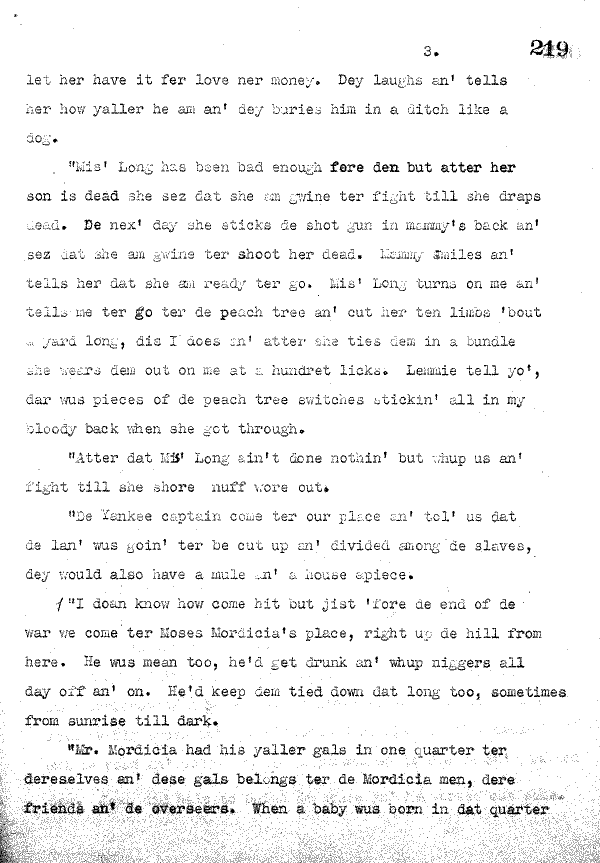 3. 219
let her have it fer love ner money. Dey laughs an' tells
her how yaller he am an' dey buries him in a ditch like a
dog.
"Mis' Long has been bad enough fore den but atter her
son is dead she sez dat she am gwine ter fight till she draps
dead. De nex' day she sticks de shot gun in mammy's back an'
sez dat she am gwine ter shoot her dead. Mammy smiles an'
tells her dat she am ready ter go. Mis' Long turns on me an'
tells me ter go ter de peach tree an' cut her ten limbs 'bout
a yard long, dis I does an' atter she ties dem in a bundle
she wears dem out on me at a hundret licks. Lemmie tell yo',
dar wus pieces of de peach tree switches stickin' all in my
bloody back when she got through.
"Atter dat Mis' Long ain't done nothin' but whup us an'
fight till she shore nuff wore out.
"De Yankee captain come ter our place an' tol' us dat
de lan' wus goin' ter be cut up an' divided among de slaves,
dey would also have a mule an' a house apiece.
/"I doan know how come hit but jist 'fore de end of de
war we come ter Moses Mordicia's place, right up de hill from
here. He wus mean too, he'd get drunk an' whup niggers all
day off an' on. He'd keep dem tied down dat long too, sometimes
from sunrise till dark.
"Mr. Mordicia had his yaller gals in one quarter ter
dereselves an' dese gals belongs ter de Mordicia men, dere
friends an' de overseers. When a baby wus born in dat quarter